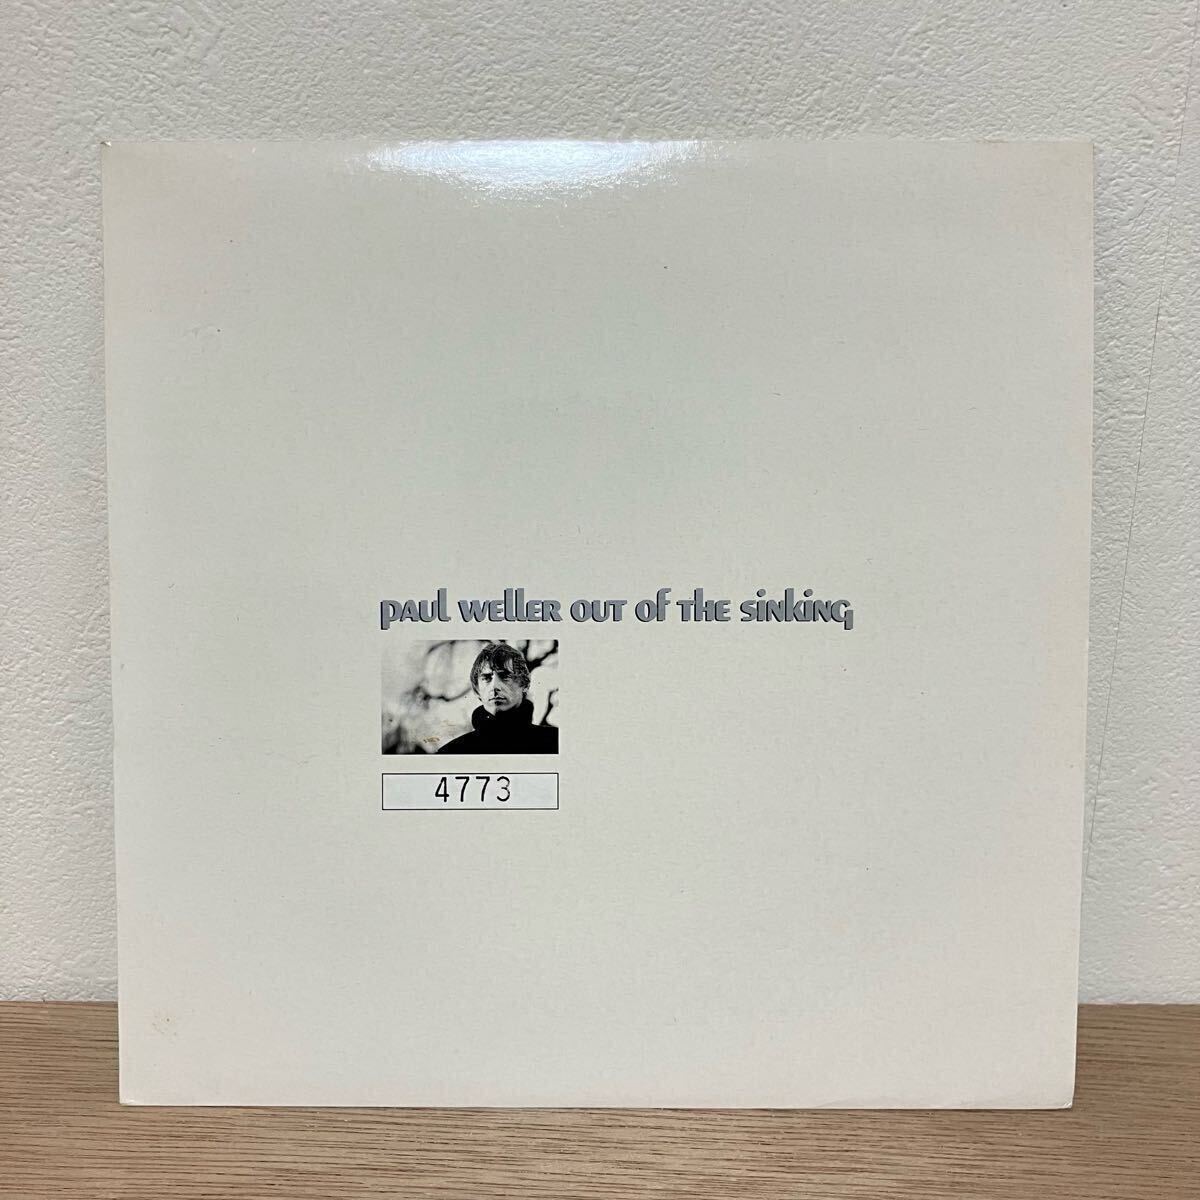 PAUL WELLER OUT OF THE SINKING
4773